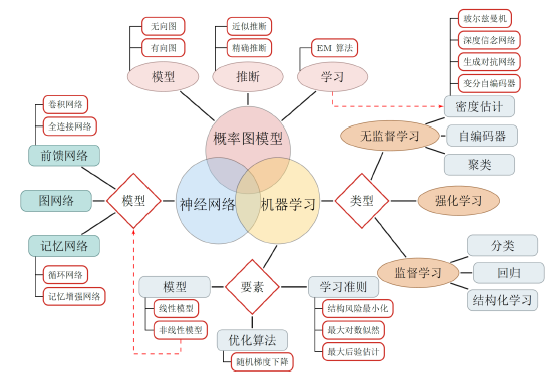 无向图
有向图
模型
近似推断
精确推断
推断
EM 算法
学习
玻尔兹曼机
深度信念网络
生成对抗网络
变分自编码器
密度估计
无监督学习
自编码器
聚类
概率图模型
卷积网络
全连接网络
前馈网络
图网络
模型
神经网络
机器学习
类型
强化学习
记忆网络
循环网络
记忆增强网络
监督学习
分类
回归
结构化学习
模型
线性模型
非线性模型
要素
优化算法
随机梯度下降
学习准则
结构风险最小化
最大对数似然
最大后验估计